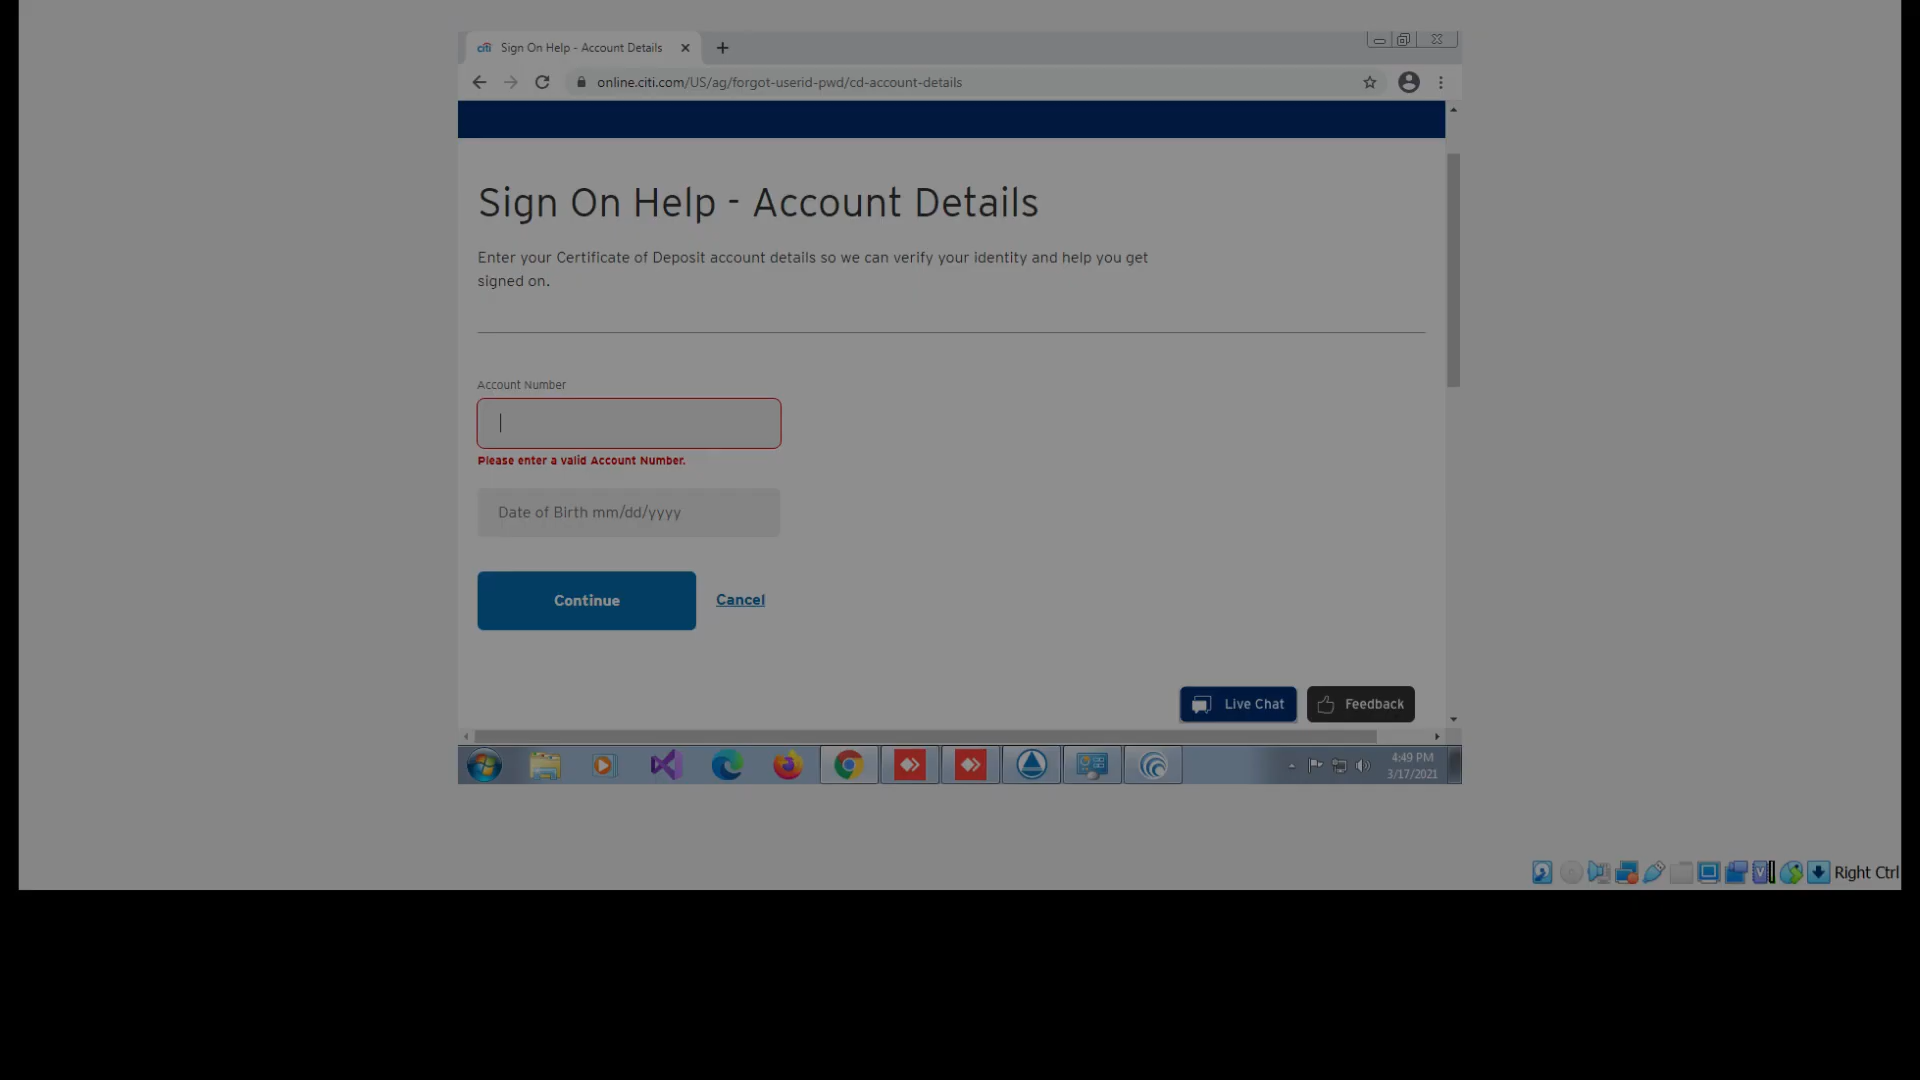 citi Sign On Help - Account Details
online.citi.com/US/ag/forgot-userid-pwd/cd-account-details
Sign On Help - Account Details
Enter your Certificate of Deposit account details so we can verify your identity and help you get
signed on.
Account Number
Please enter a valid Account Number.
Date of Birth mm/dd/yyyy
Continue Cancel
Live Chat Feedback
4:49 PM
3/17/2021
Right Ctrl